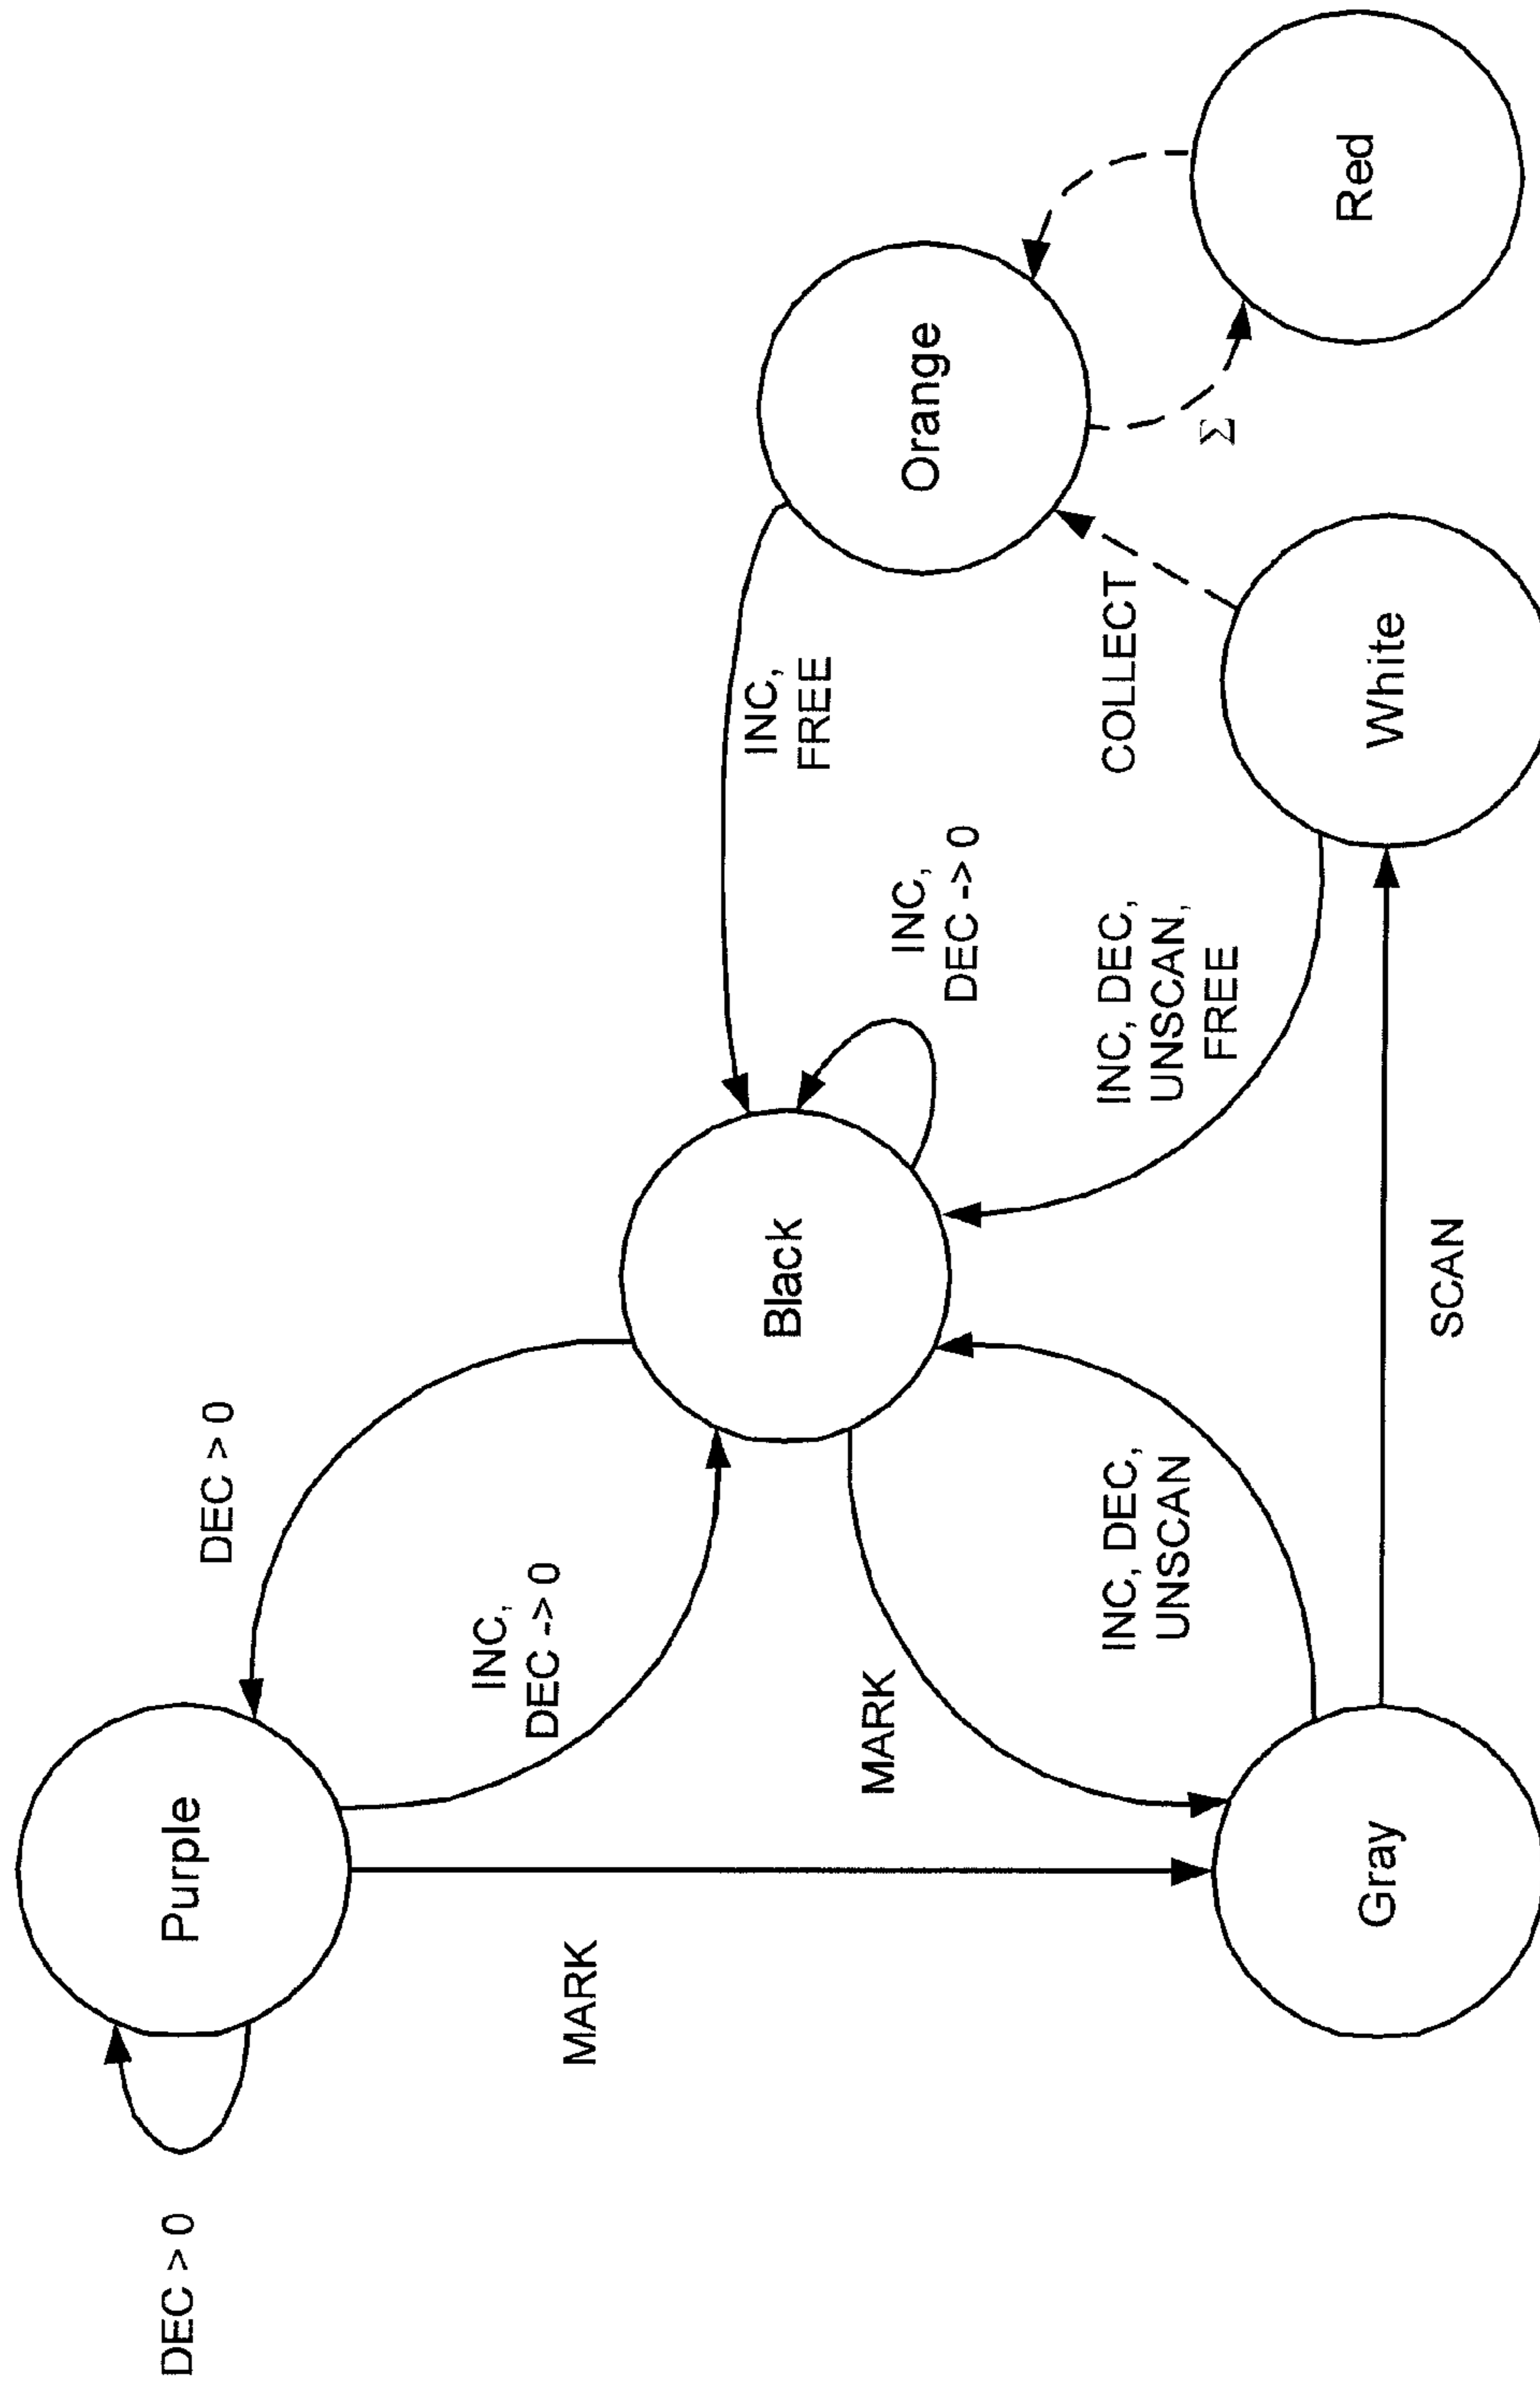 DEC > 0
Purple
DEC > 0
INC,
DEC -> 0
MARK
Black
INC,
FREE
MARK
INC,
DEC -> 0
Orange
INC, DEC,
UNSCAN
INC, DEC,
UNSCAN,
FREE
COLLECT
Σ
Gray
White
Red
SCAN